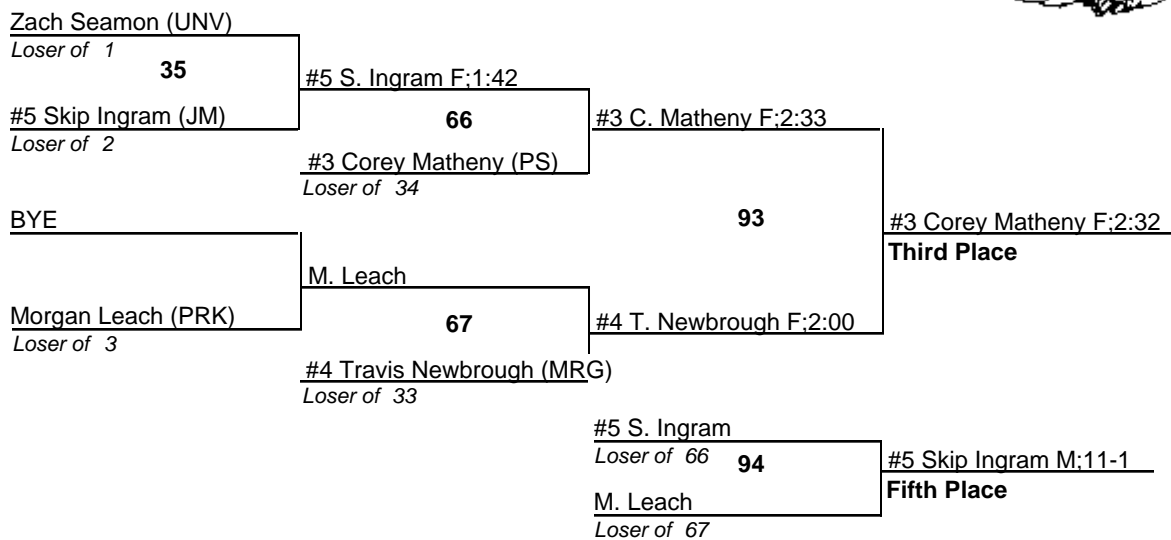 Zach Seamon (UNV)
Loser of 1
35
#5 S. Ingram F;1:42
#5 Skip Ingram (JM)
Loser of 2
66
#3 C. Matheny F;2:33
#3 Corey Matheny (PS)
Loser of 34
BYE
93
#3 Corey Matheny F;2:32
Third Place
M. Leach
Morgan Leach (PRK)
Loser of 3
67
#4 T. Newbrough F;2:00
#4 Travis Newbrough (MRG)
Loser of 33
#5 S. Ingram
Loser of 66
94
#5 Skip Ingram M;11-1
Fifth Place
M. Leach
Loser of 67